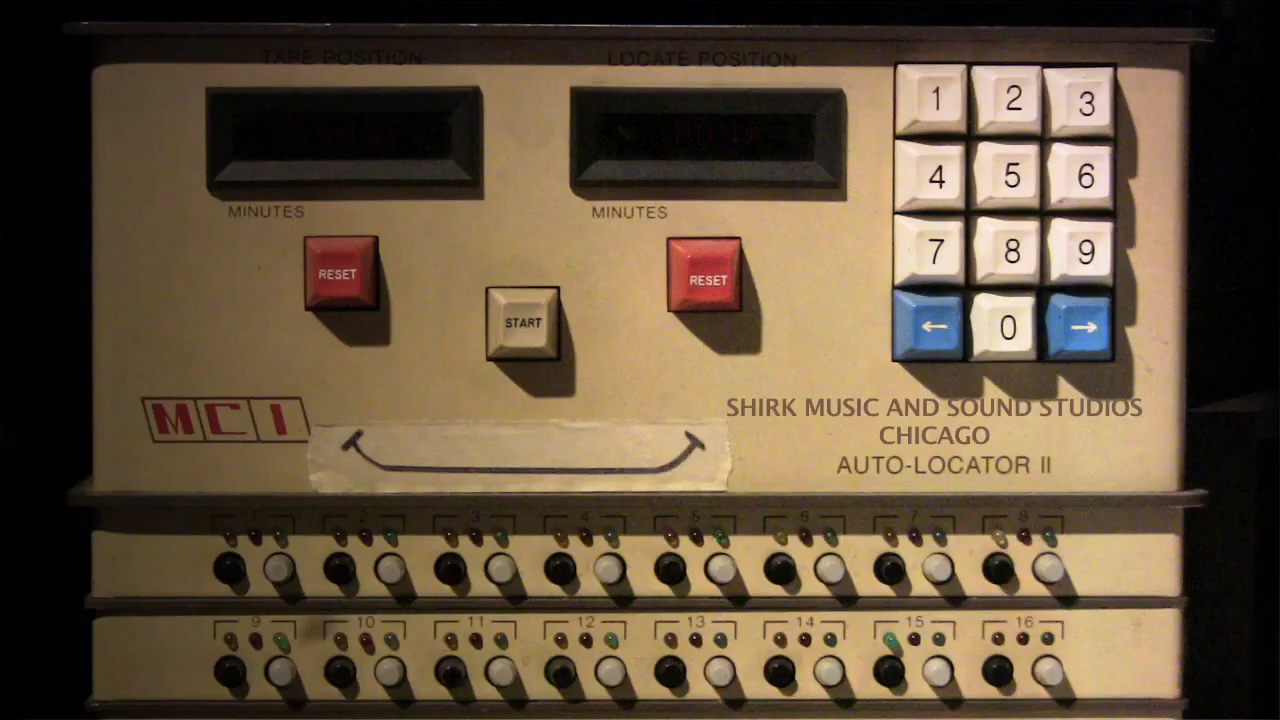 TAPE POSITION
LOCATE POSITION
MINUTES
MINUTES
RESET
START
RESET
1 2 3
4 5 6
7 8 9
← 0 →
MCI
SHIRK MUSIC AND SOUND STUDIOS
CHICAGO
AUTO-LOCATOR II
1 2 3 4 5 6 7 8
9 10 11 12 13 14 15 16